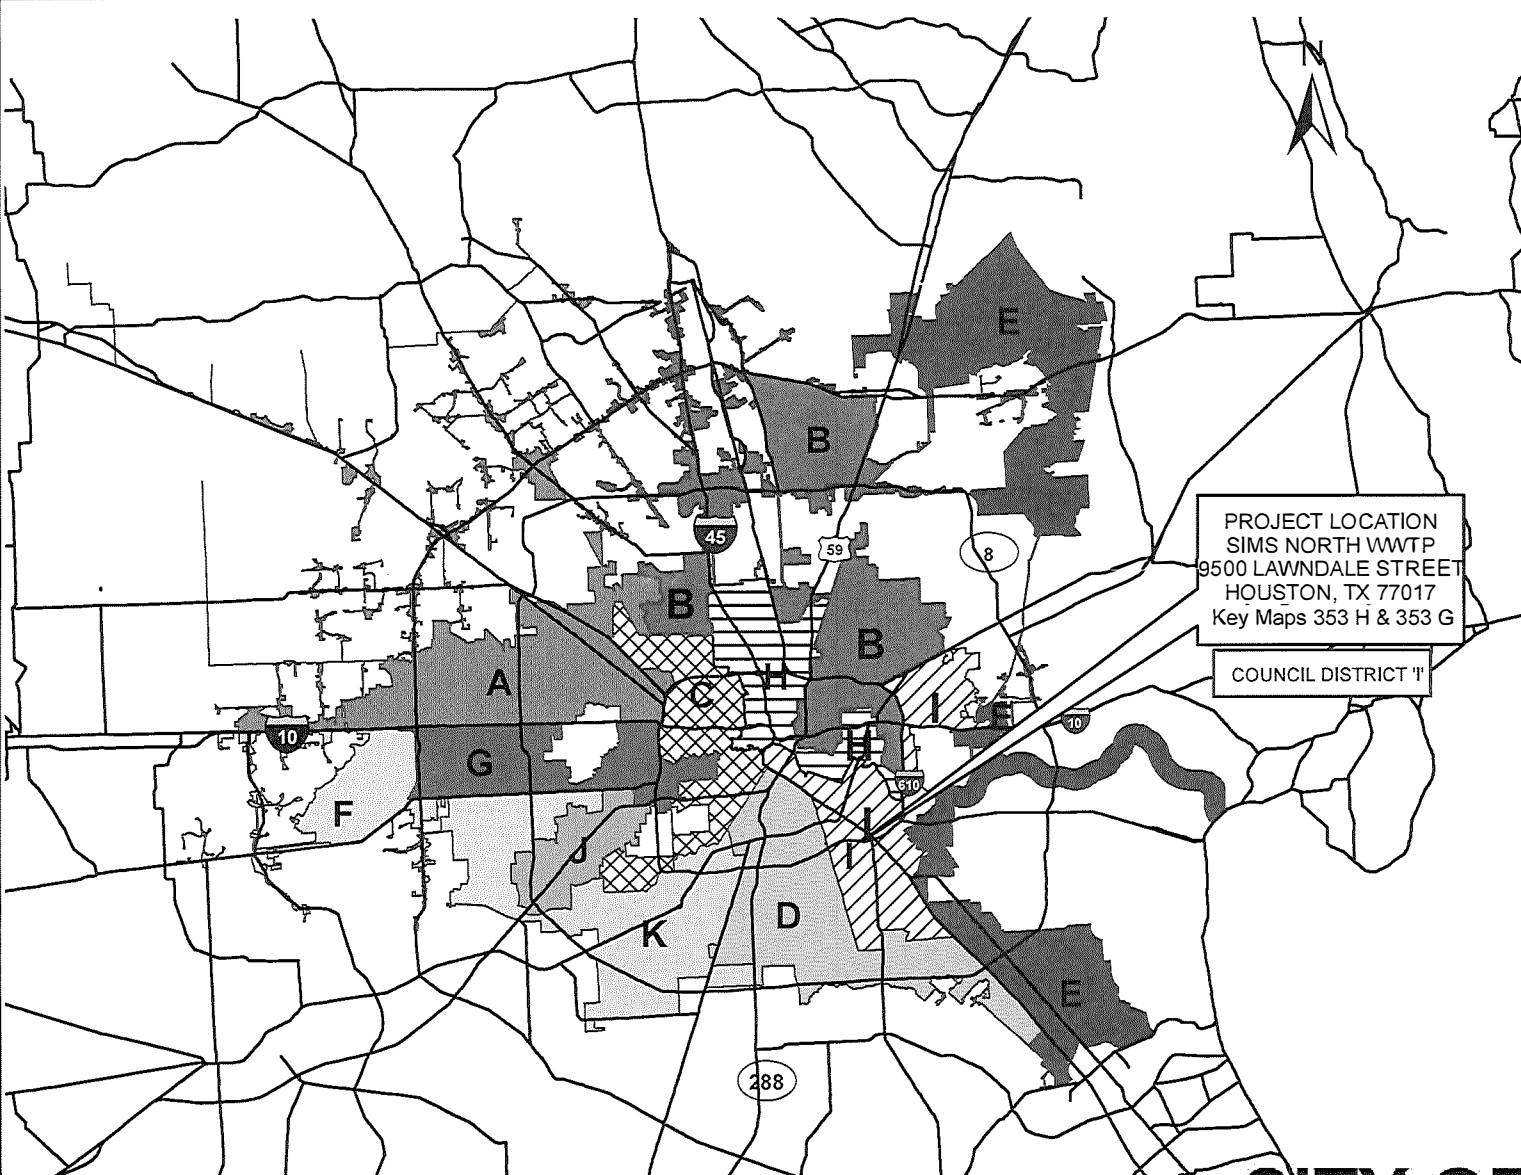 N
E
B
45
59
8
PROJECT LOCATION
SIMS NORTH WWTP
9500 LAWNDALE STREET
HOUSTON, TX 77017
Key Maps 353 H & 353 G
COUNCIL DISTRICT 'I'
B
B
A
C
H
I
E
10
10
G
H
610
F
J
I
I
K
D
E
288